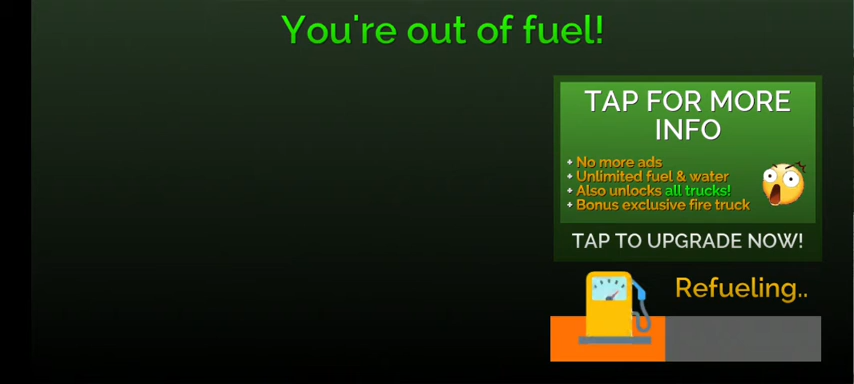 You're out of fuel!
TAP FOR MORE
INFO
+ No more ads
+ Unlimited fuel & water
+ Also unlocks all trucks!
+ Bonus exclusive fire truck
TAP TO UPGRADE NOW!
Refueling..